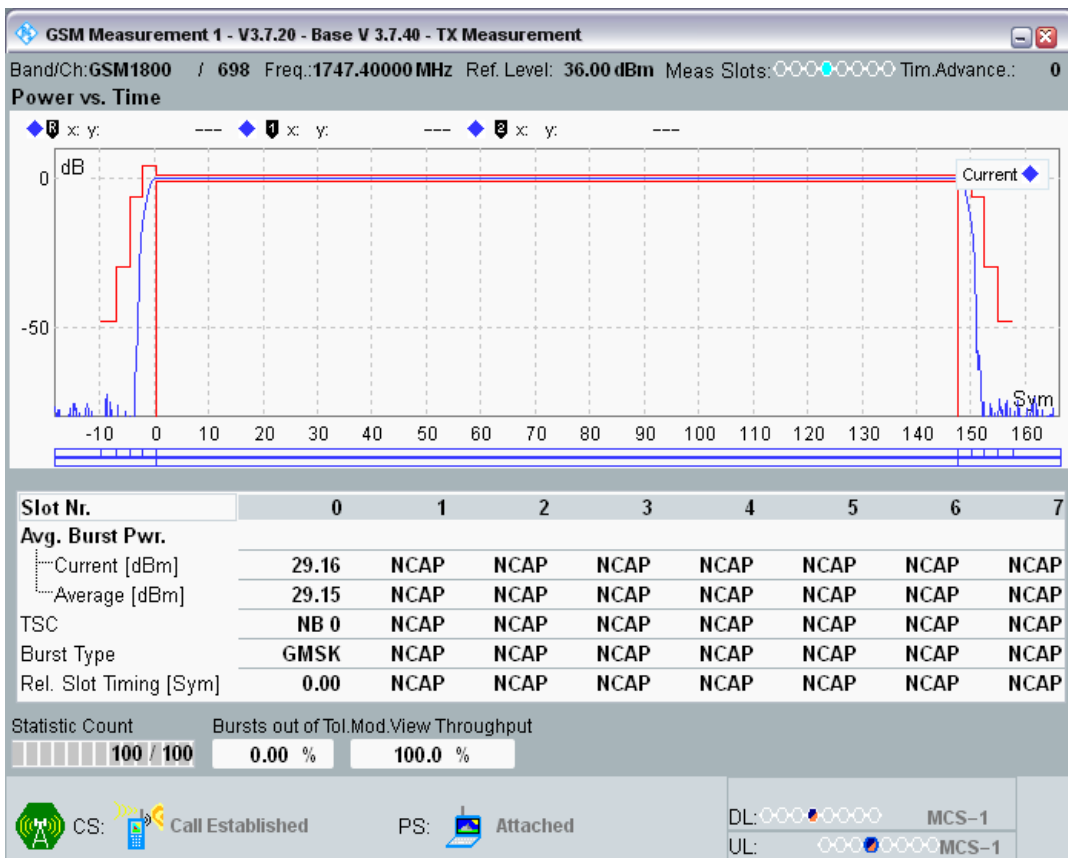 GSM Measurement 1 - V3.7.20 - Base V 3.7.40 - TX Measurement
Band/Ch:GSM1800 / 698 Freq.:1747.40000 MHz Ref. Level: 36.00 dBm Meas Slots: Tim.Advance.: 0
Power vs. Time
R x: y: --- 1 x: y: --- 2 x: y: ---
dB
0
Current
-50
Sym
-10 0 10 20 30 40 50 60 70 80 90 100 110 120 130 140 150 160
Slot Nr. 0 1 2 3 4 5 6 7
Avg. Burst Pwr.
Current [dBm] 29.16 NCAP NCAP NCAP NCAP NCAP NCAP NCAP
Average [dBm] 29.15 NCAP NCAP NCAP NCAP NCAP NCAP NCAP
TSC NB 0 NCAP NCAP NCAP NCAP NCAP NCAP NCAP
Burst Type GMSK NCAP NCAP NCAP NCAP NCAP NCAP NCAP
Rel. Slot Timing [Sym] 0.00 NCAP NCAP NCAP NCAP NCAP NCAP NCAP
Statistic Count Bursts out of Tol.Mod.View Throughput
100 / 100 0.00 % 100.0 %
CS: Call Established PS: Attached
DL: MCS-1
UL: MCS-1